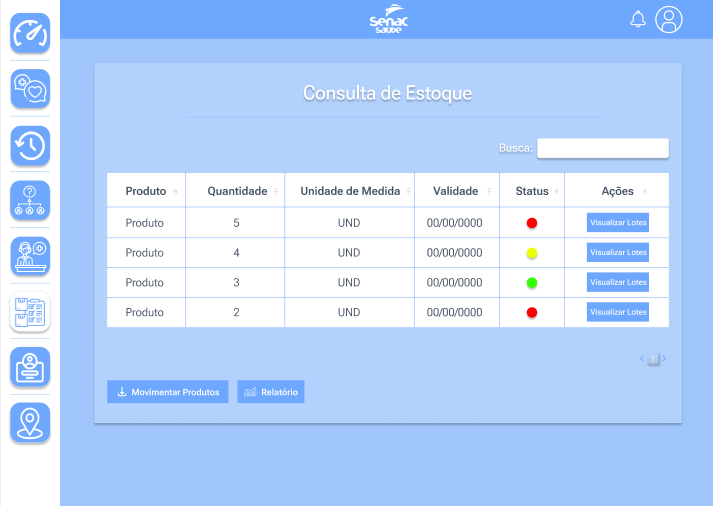 Senac
Saúde
Consulta de Estoque
Busca:
Produto Quantidade Unidade de Medida Validade Status Ações
Produto 5 UND 00/00/0000 Visualizar Lotes
Produto 4 UND 00/00/0000 Visualizar Lotes
Produto 3 UND 00/00/0000 Visualizar Lotes
Produto 2 UND 00/00/0000 Visualizar Lotes
< 1 >
Movimentar Produtos Relatório